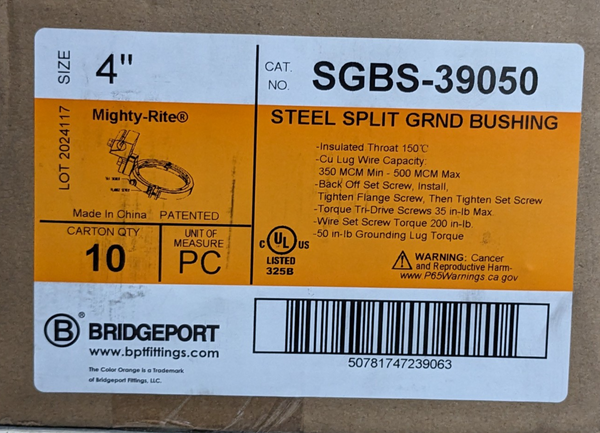 SIZE 4"
CAT. NO. SGBS-39050
LOT 2024117
Mighty-Rite®
STEEL SPLIT GRND BUSHING
-Insulated Throat 150℃
-Cu Lug Wire Capacity:
350 MCM Min - 500 MCM Max
-Back Off Set Screw, Install,
Tighten Flange Screw, Then Tighten Set Screw
-Torque Tri-Drive Screws 35 in-lb Max.
-Wire Set Screw Torque 200 in-lb.
-50 in-lb Grounding Lug Torque
Made In China PATENTED
CARTON QTY
10
UNIT OF
MEASURE
PC
C UL US
LISTED
325B
WARNING: Cancer
and Reproductive Harm-
www.P65Warnings.ca.gov
B® BRIDGEPORT
www.bptfittings.com
The Color Orange is a Trademark
of Bridgeport Fittings, LLC.
50781747239063